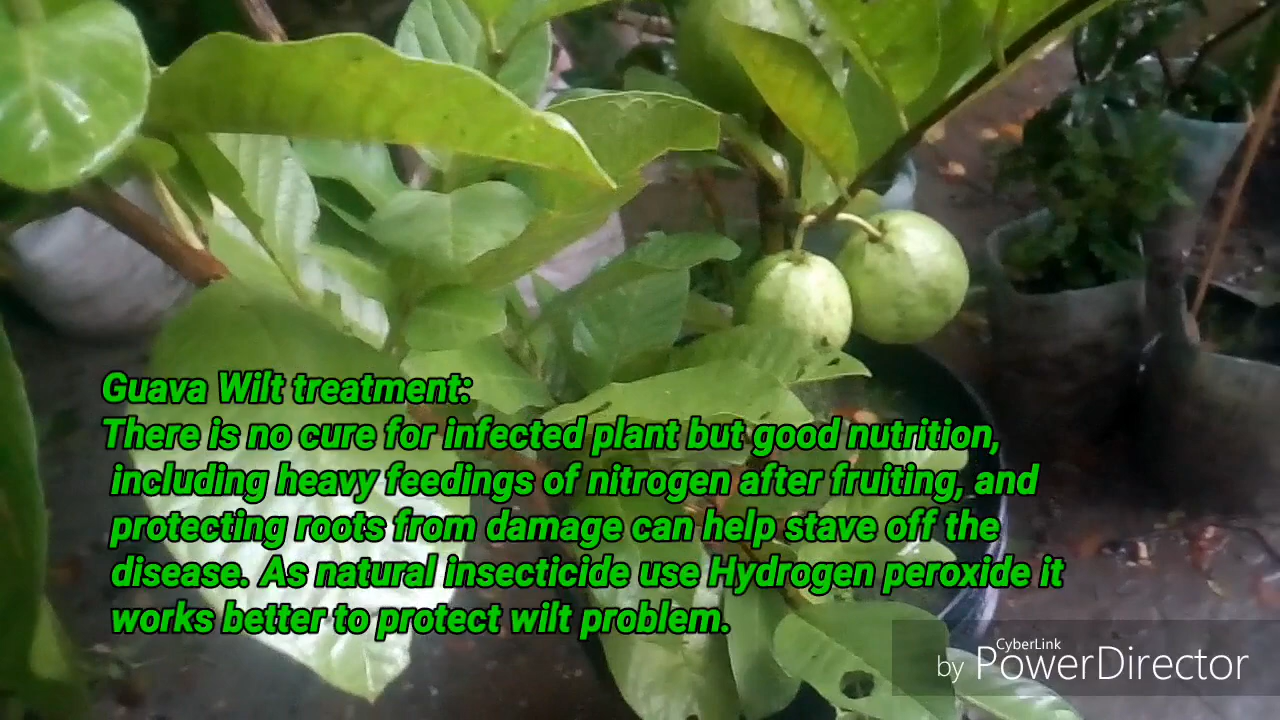 Guava Wilt treatment:
There is no cure for infected plant but good nutrition,
including heavy feedings of nitrogen after fruiting, and
protecting roots from damage can help stave off the
disease. As natural insecticide use Hydrogen peroxide it
works better to protect wilt problem.
CyberLink
by PowerDirector